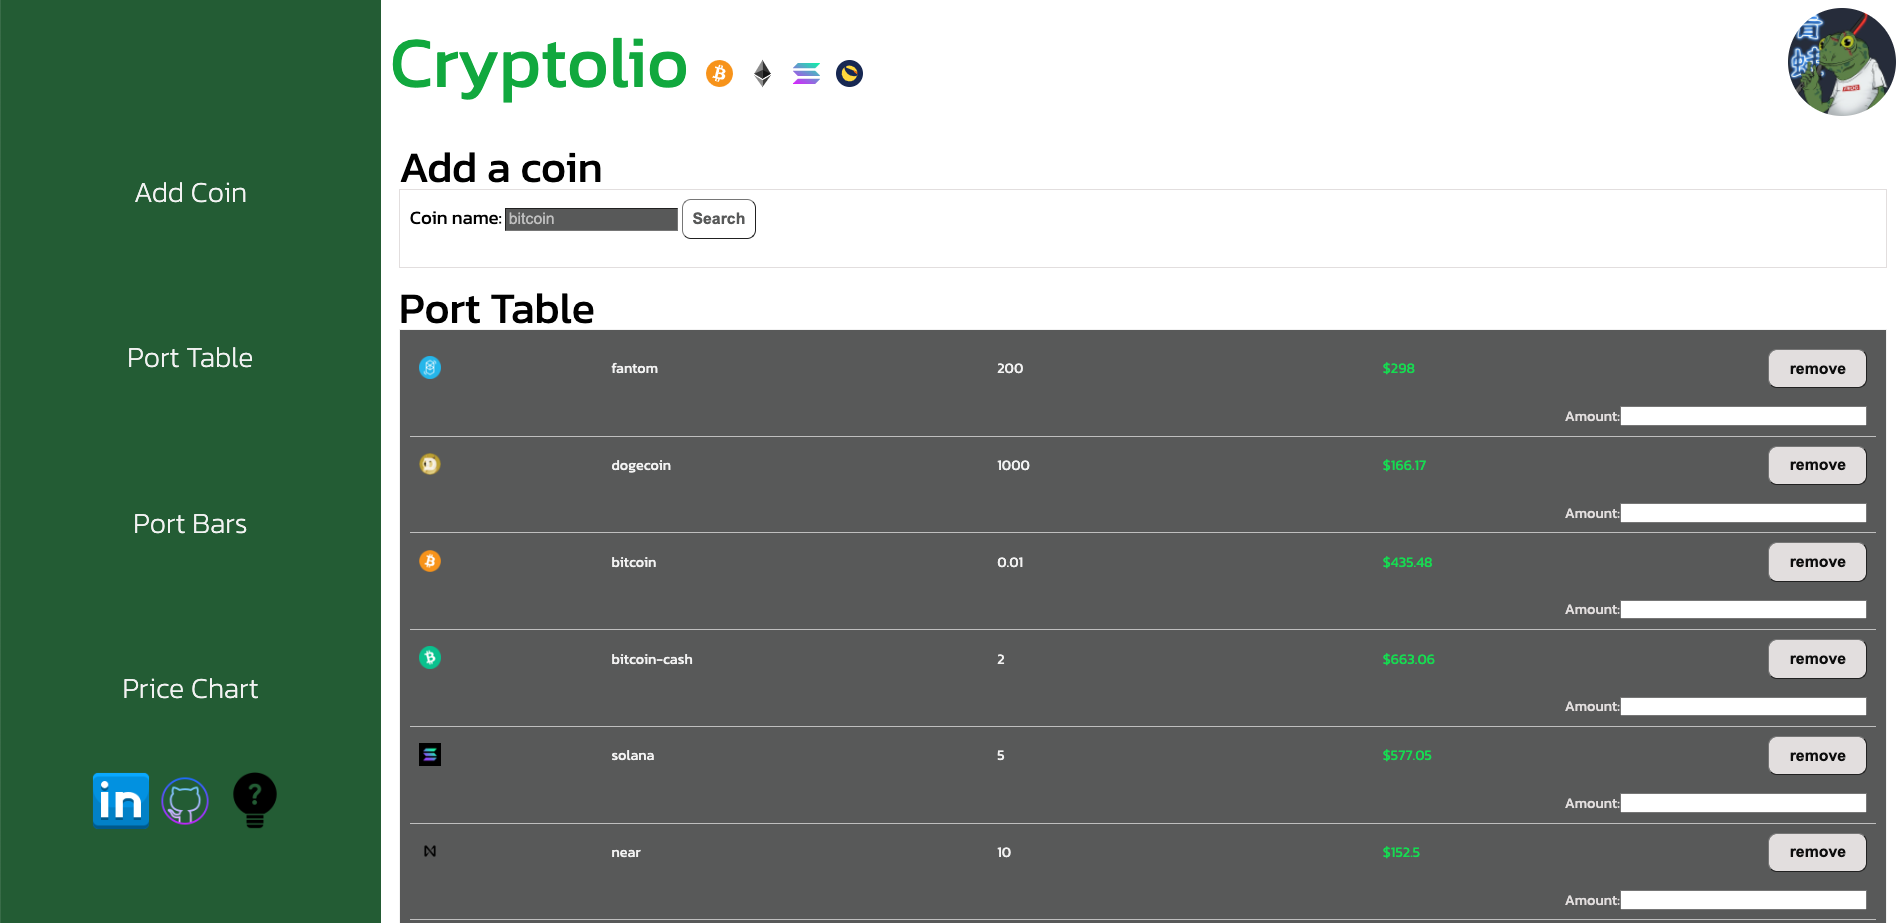 Cryptolio
Add Coin
Port Table
Port Bars
Price Chart
in
?
Add a coin
Coin name: bitcoin Search
Port Table
fantom 200 $298 remove
Amount:
dogecoin 1000 $166.17 remove
Amount:
bitcoin 0.01 $435.48 remove
Amount:
bitcoin-cash 2 $663.06 remove
Amount:
solana 5 $577.05 remove
Amount:
near 10 $152.5 remove
Amount: